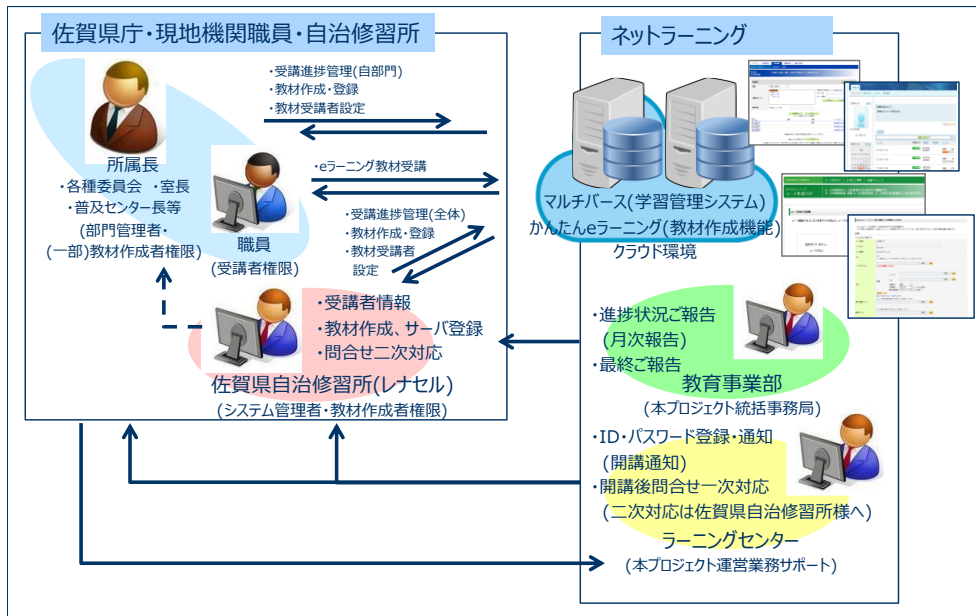 佐賀県庁・現地機関職員・自治修習所
・受講進捗管理(自部門)
・教材作成・登録
・教材受講者設定
所属長
・各種委員会 ・室長
・普及センター長等
(部門管理者・
(一部)教材作成者権限)
・eラーニング教材受講
職員
(受講者権限)
・受講進捗管理(全体)
・教材作成・登録
・教材受講者
設定
・受講者情報
・教材作成、サーバ登録
・問合せ二次対応
佐賀県自治修習所(レナセル)
(システム管理者・教材作成者権限)
ネットラーニング
マルチバース(学習管理システム)
かんたんeラーニング(教材作成機能)
クラウド環境
・進捗状況ご報告
(月次報告)
・最終ご報告
教育事業部
(本プロジェクト統括事務局)
・ID・パスワード登録・通知
(開講通知)
・開講後問合せ一次対応
(二次対応は佐賀県自治修習所様へ)
ラーニングセンター
(本プロジェクト運営業務サポート)